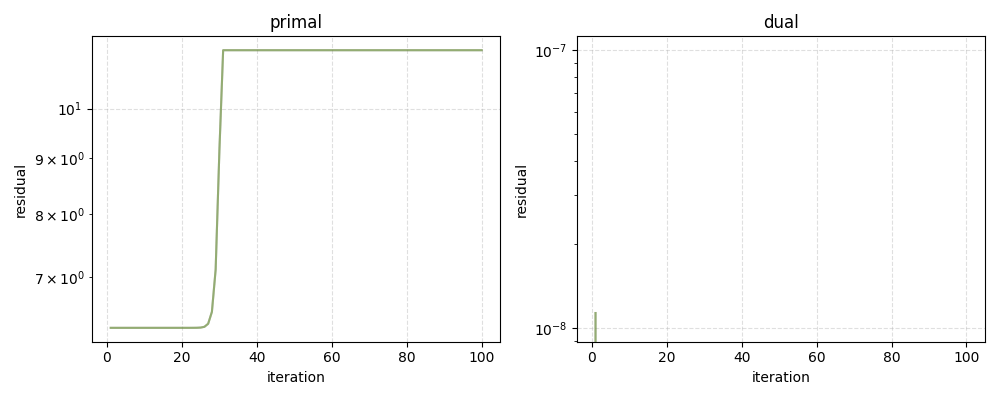 primal
residual
10¹
9 × 10⁰
8 × 10⁰
7 × 10⁰
0 20 40 60 80 100
iteration
dual
residual
10⁻⁷
10⁻⁸
0 20 40 60 80 100
iteration